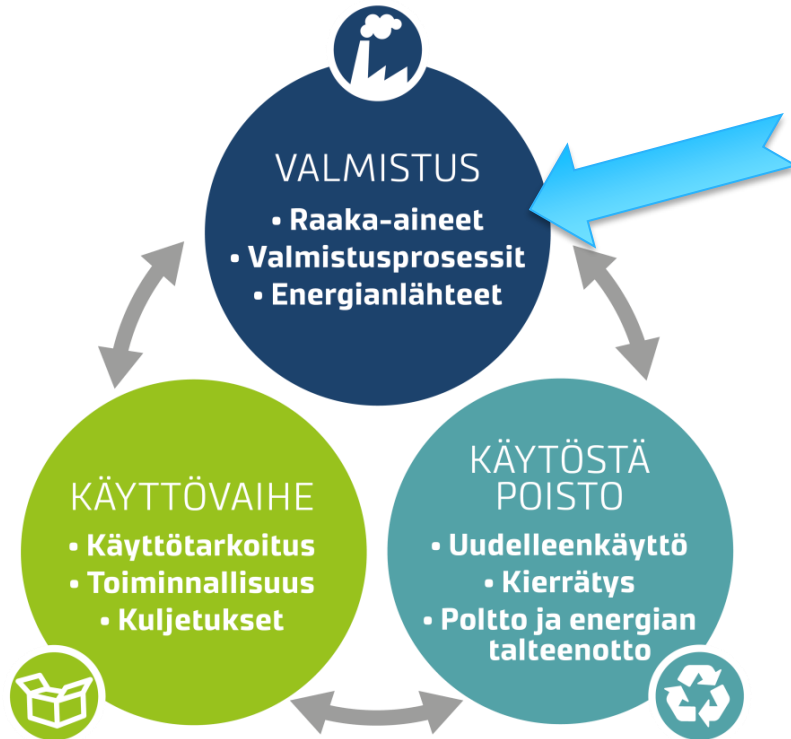 VALMISTUS
• Raaka-aineet
• Valmistusprosessit
• Energianlähteet
KÄYTTÖVAIHE
• Käyttötarkoitus
• Toiminnallisuus
• Kuljetukset
KÄYTÖSTÄ
POISTO
• Uudelleenkäyttö
• Kierrätys
• Poltto ja energian
talteenotto